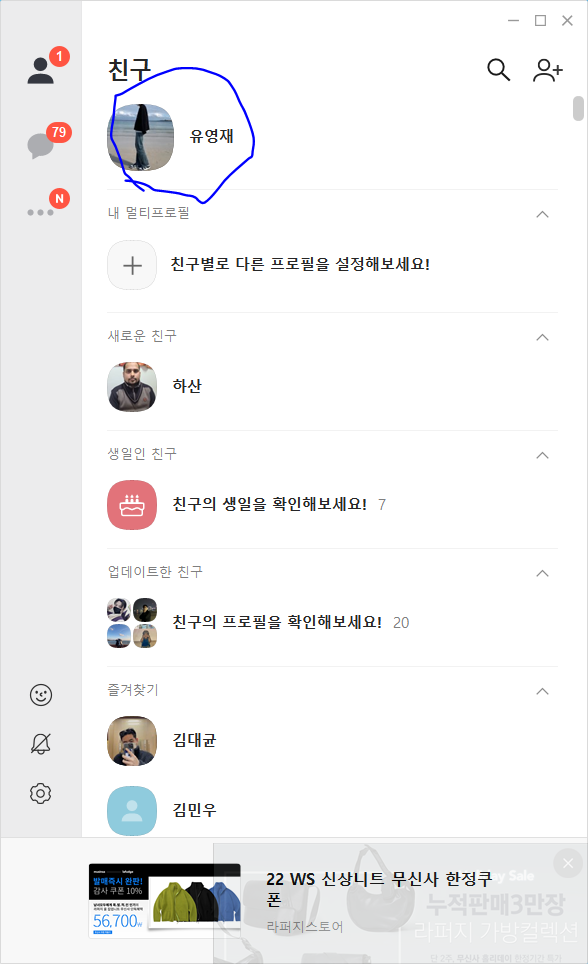 1
친구
유영재
79
N
내 멀티프로필
친구별로 다른 프로필을 설정해보세요!
새로운 친구
하산
생일인 친구
친구의 생일을 확인해보세요! 7
업데이트한 친구
친구의 프로필을 확인해보세요! 20
즐겨찾기
김대균
김민우
발매즉시 완판!
감사 쿠폰 10%
56,700
22 WS 신상니트 무신사 한정쿠
폰
라퍼지스토어
Sale
누적판매3만장
라퍼지 가방컬렉션